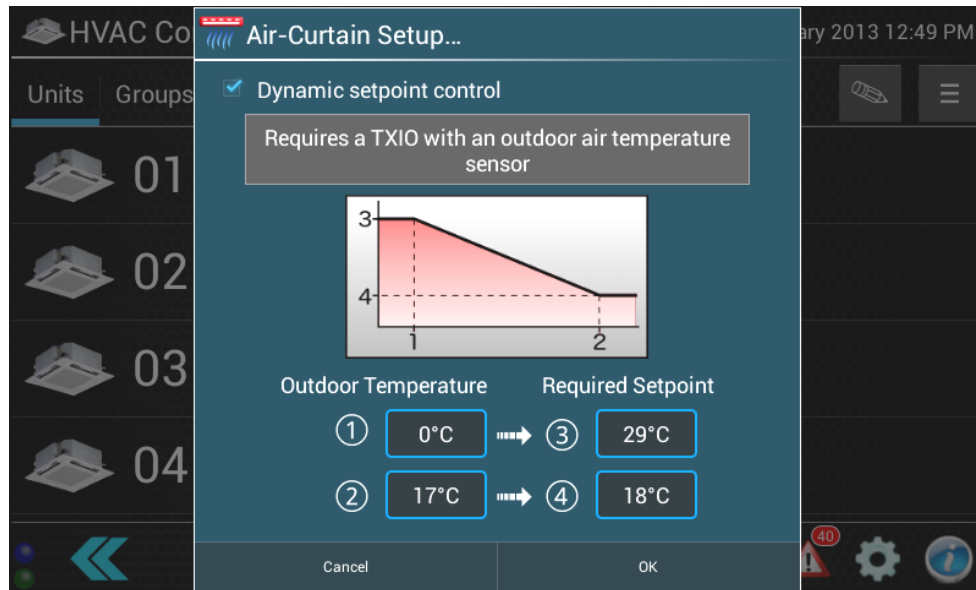 HVAC Co
Air-Curtain Setup...
ary 2013 12:49 PM
Units
Groups
Dynamic setpoint control
Requires a TXIO with an outdoor air temperature
sensor
01
02
03
04
3
4
1
2
Outdoor Temperature
Required Setpoint
1 0°C 3 29°C
2 17°C 4 18°C
40
Cancel
OK